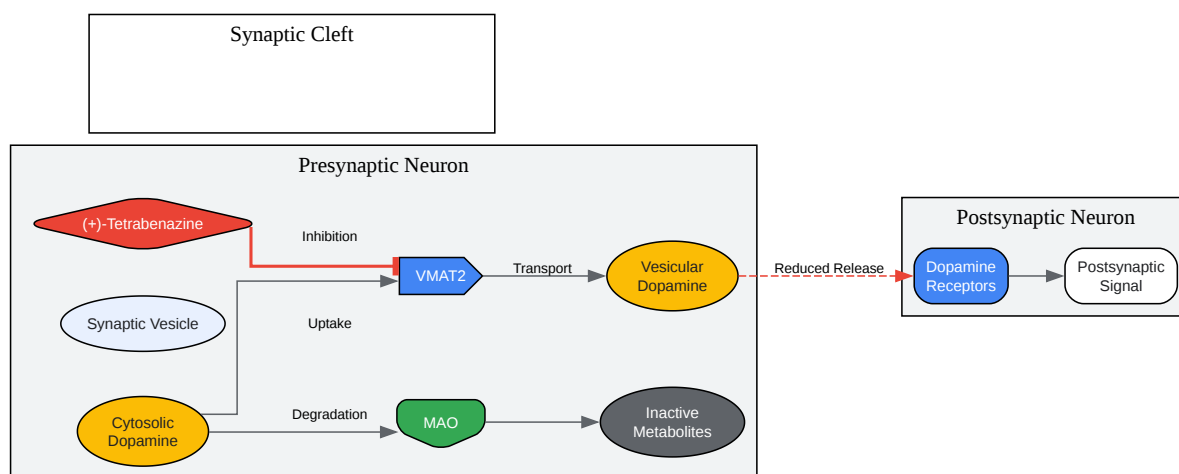 Synaptic Cleft
Presynaptic Neuron
(+)-Tetrabenazine
Inhibition
VMAT2
Transport
Vesicular
Dopamine
Reduced Release
Postsynaptic Neuron
Dopamine
Receptors
Postsynaptic
Signal
Synaptic Vesicle
Uptake
Cytosolic
Dopamine
Degradation
MAO
Inactive
Metabolites